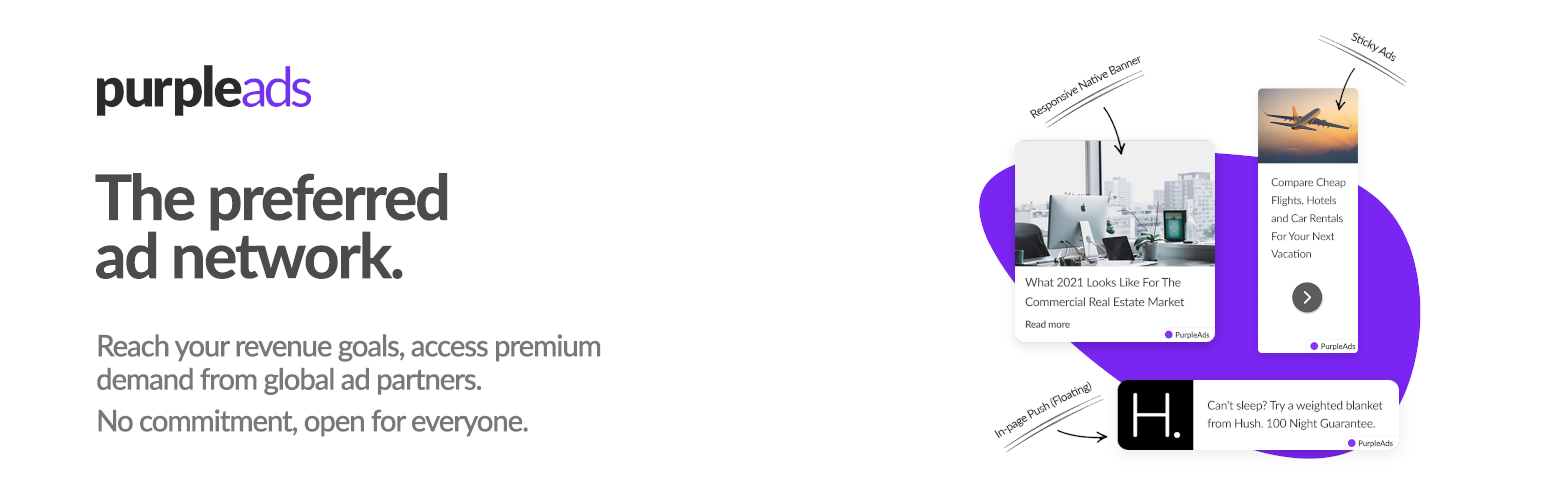 purpleads
The preferred
ad network.
Reach your revenue goals, access premium
demand from global ad partners.
No commitment, open for everyone.
Responsive Native Banner
Sticky Ads
What 2021 Looks Like For The
Commercial Real Estate Market
Read more
PurpleAds
Compare Cheap
Flights, Hotels
and Car Rentals
For Your Next
Vacation
PurpleAds
In-page Push (Floating)
H.
Can't sleep? Try a weighted blanket
from Hush. 100 Night Guarantee.
PurpleAds